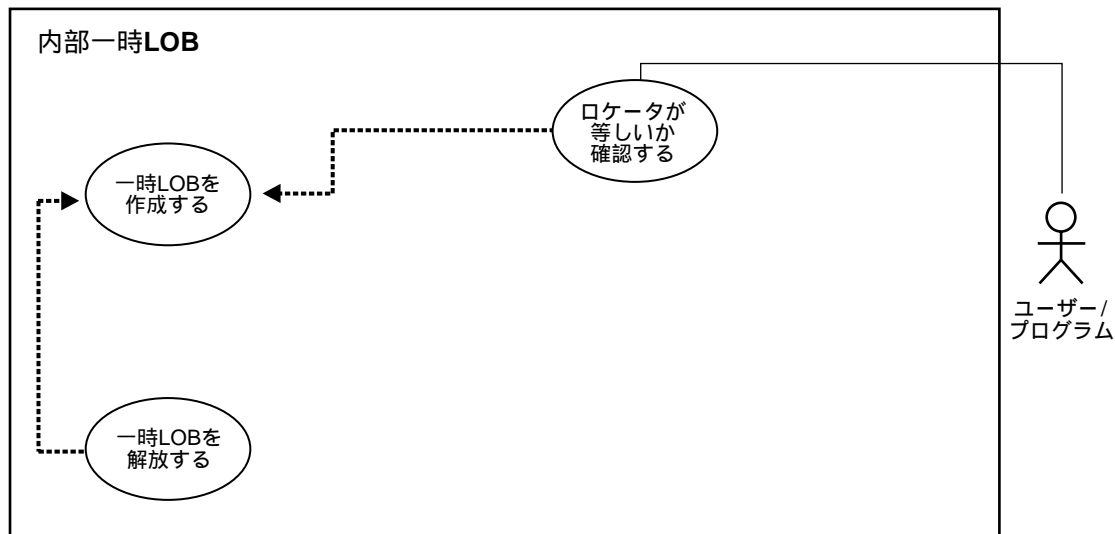 内部一時LOB
ロケータが
等しいか
確認する
一時LOBを
作成する
ユーザー/
プログラム
一時LOBを
解放する